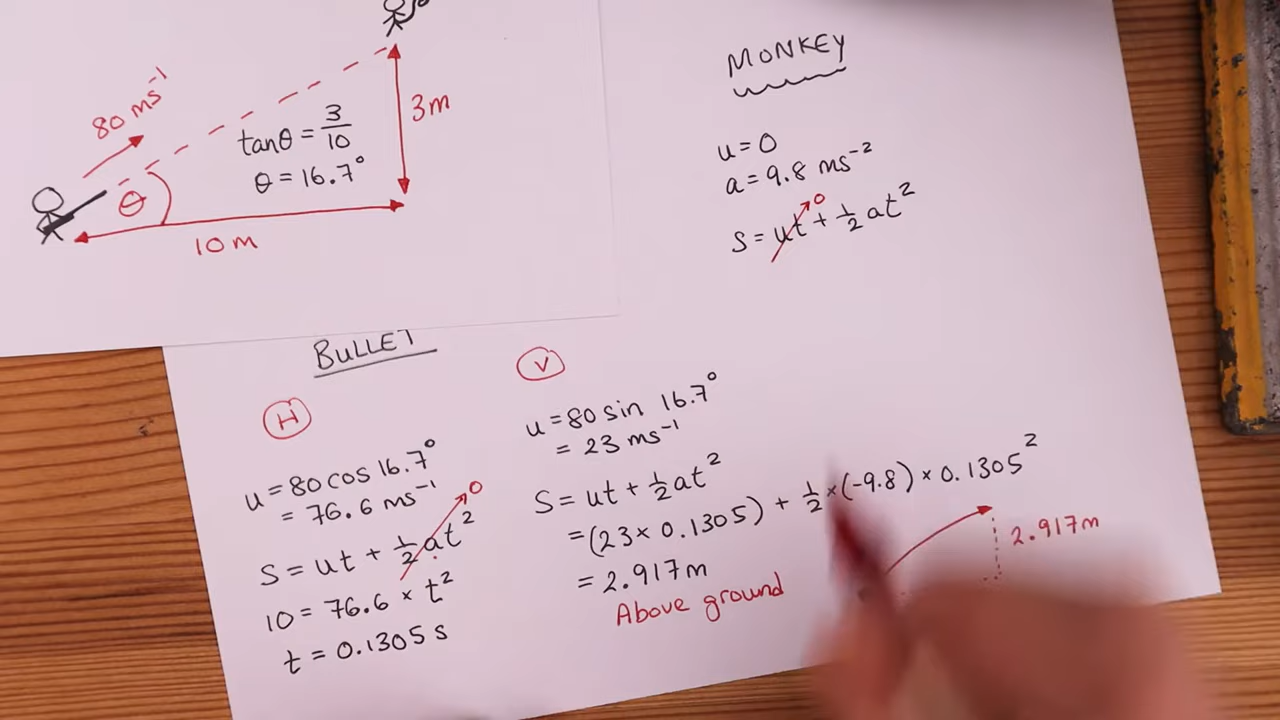 80 ms⁻¹
tanθ = 3/10
θ = 16.7°
3m
θ
10 m
MONKEY
u = 0
a = 9.8 ms⁻²
s = ut + ½at²
0
BULLET
H
u = 80 cos 16.7°
= 76.6 ms⁻¹
0
s = ut + ½at²
10 = 76.6 × t²
t = 0.1305 s
V
u = 80 sin 16.7°
= 23 ms⁻¹
S = ut + ½at²
= (23 × 0.1305) + ½ × (-9.8) × 0.1305²
= 2.917m
Above ground
2.917m